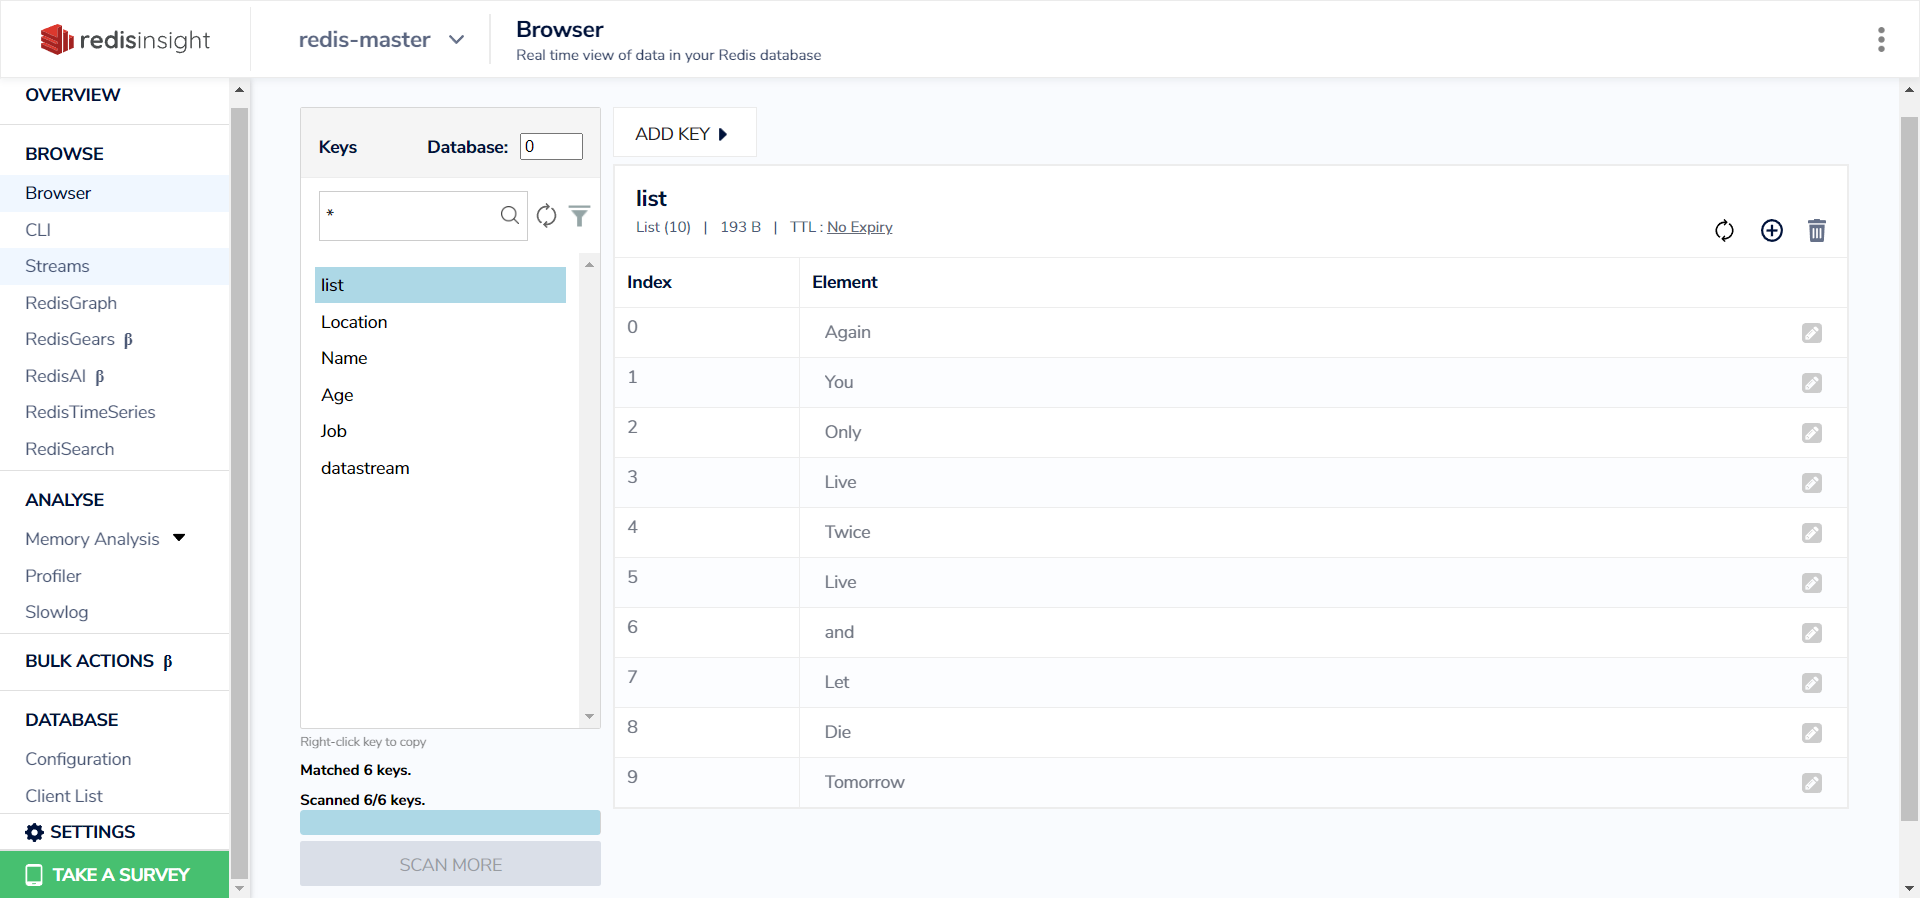 redisinsight
redis-master
Browser
Real time view of data in your Redis database
OVERVIEW
BROWSE
Browser
CLI
Streams
RedisGraph
RedisGears β
RedisAI β
RedisTimeSeries
RediSearch
ANALYSE
Memory Analysis
Profiler
Slowlog
BULK ACTIONS β
DATABASE
Configuration
Client List
SETTINGS
TAKE A SURVEY
Keys Database: 0
*
list
Location
Name
Age
Job
datastream
Right-click key to copy
Matched 6 keys.
Scanned 6/6 keys.
SCAN MORE
ADD KEY
list
List (10) | 193 B | TTL : No Expiry
Index Element
0 Again
1 You
2 Only
3 Live
4 Twice
5 Live
6 and
7 Let
8 Die
9 Tomorrow